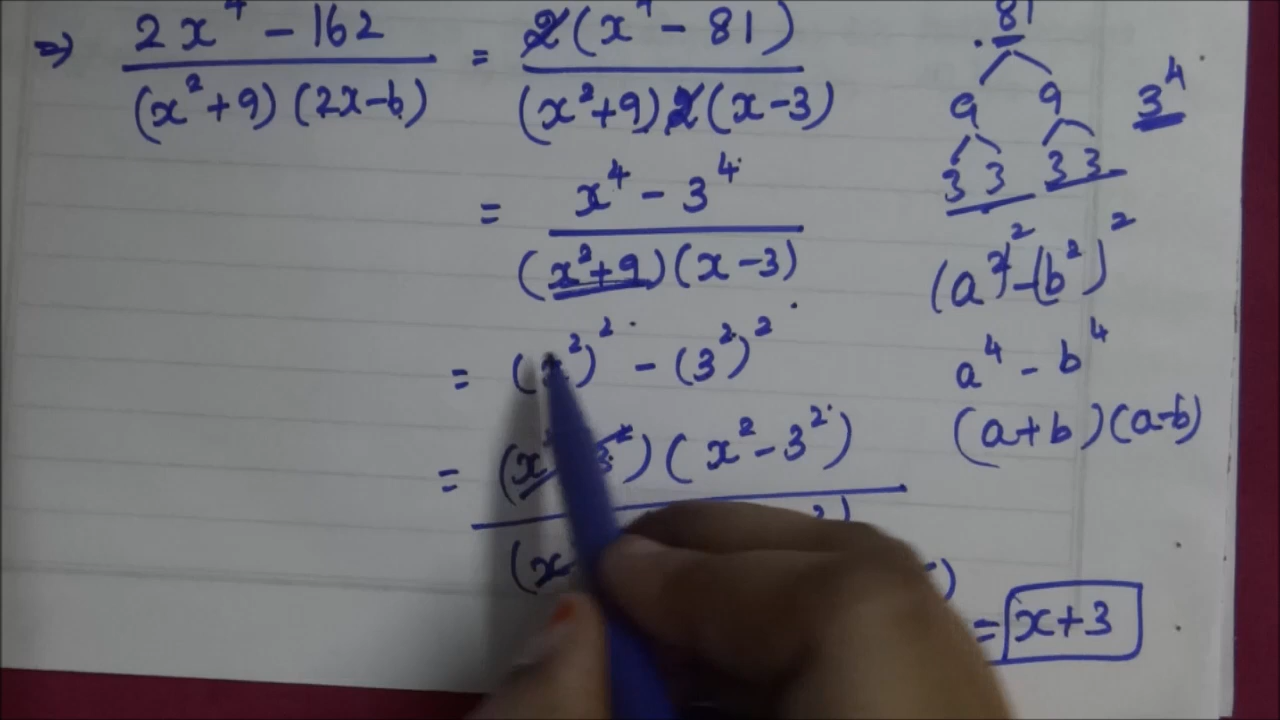 ⇒ 2x⁴ - 162 / (x²+9)(2x-6) = 2(x⁴ - 81) / (x²+9)2(x-3)
= x⁴ - 3⁴ / (x²+9)(x-3)
= (x²)² - (3²)²
= (x² 3²)(x² - 3²)
(x
= x+3
81
9 9
3 3 3 3
3⁴
(a²)² - (b²)²
a⁴ - b⁴
(a+b)(a-b)